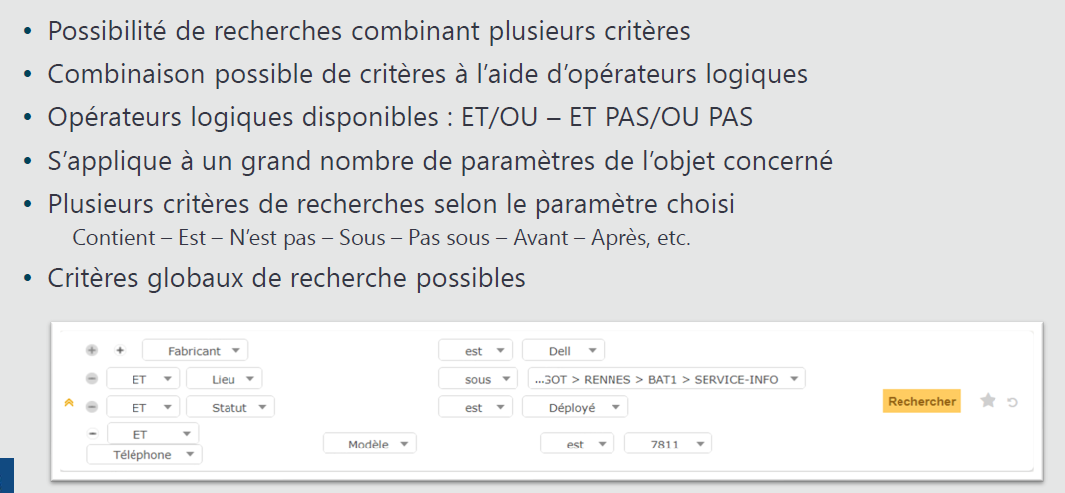 • Possibilité de recherches combinant plusieurs critères
• Combinaison possible de critères à l’aide d’opérateurs logiques
• Opérateurs logiques disponibles : ET/OU – ET PAS/OU PAS
• S’applique à un grand nombre de paramètres de l’objet concerné
• Plusieurs critères de recherches selon le paramètre choisi
Contient – Est – N’est pas – Sous – Pas sous – Avant – Après, etc.
• Critères globaux de recherche possibles
Fabricant est Dell
ET Lieu sous ...GOT > RENNES > BAT1 > SERVICE-INFO
ET Statut est Déployé
Rechercher
ET
Modèle est 7811
Téléphone